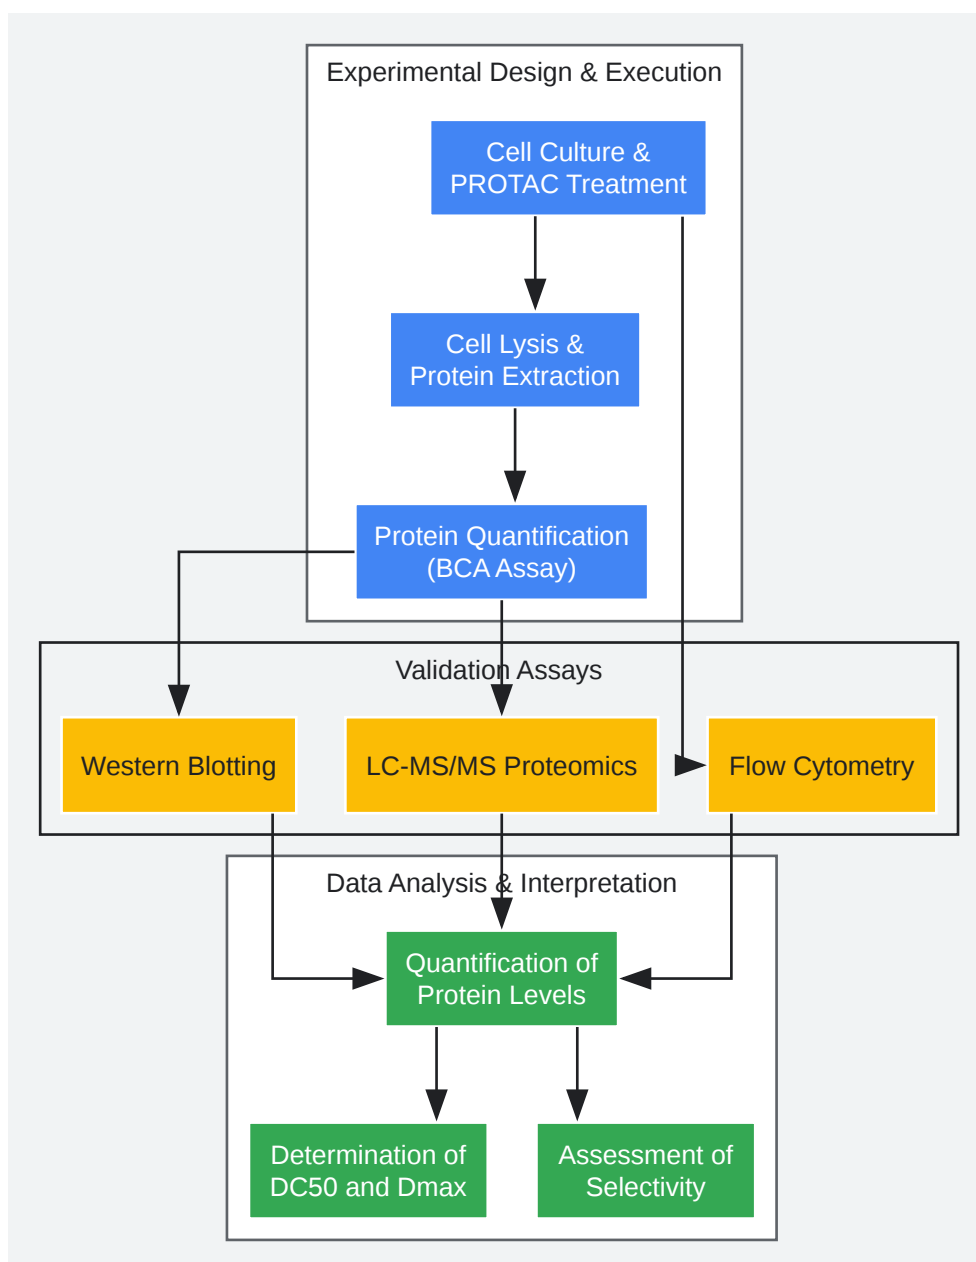 Experimental Design & Execution
Cell Culture &
PROTAC Treatment
Cell Lysis &
Protein Extraction
Protein Quantification
(BCA Assay)
Validation Assays
Western Blotting
LC-MS/MS Proteomics
Flow Cytometry
Data Analysis & Interpretation
Quantification of
Protein Levels
Determination of
DC50 and Dmax
Assessment of
Selectivity